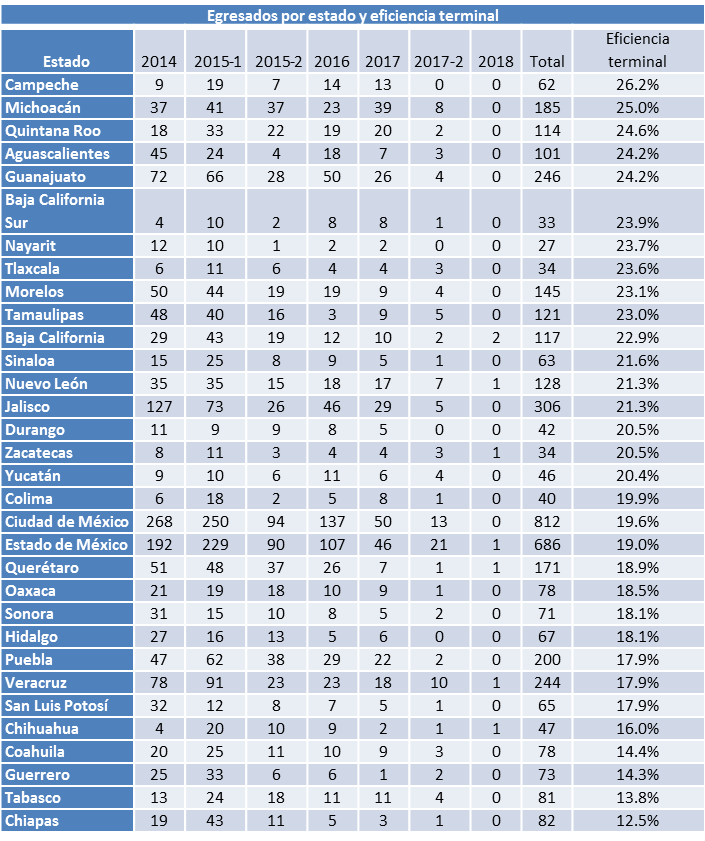 Egresados por estado y eficiencia terminal
Estado 2014 2015-1 2015-2 2016 2017 2017-2 2018 Total Eficiencia terminal
Campeche 9 19 7 14 13 0 0 62 26.2%
Michoacán 37 41 37 23 39 8 0 185 25.0%
Quintana Roo 18 33 22 19 20 2 0 114 24.6%
Aguascalientes 45 24 4 18 7 3 0 101 24.2%
Guanajuato 72 66 28 50 26 4 0 246 24.2%
Baja California
Sur 4 10 2 8 8 1 0 33 23.9%
Nayarit 12 10 1 2 2 0 0 27 23.7%
Tlaxcala 6 11 6 4 4 3 0 34 23.6%
Morelos 50 44 19 19 9 4 0 145 23.1%
Tamaulipas 48 40 16 3 9 5 0 121 23.0%
Baja California 29 43 19 12 10 2 2 117 22.9%
Sinaloa 15 25 8 9 5 1 0 63 21.6%
Nuevo León 35 35 15 18 17 7 1 128 21.3%
Jalisco 127 73 26 46 29 5 0 306 21.3%
Durango 11 9 9 8 5 0 0 42 20.5%
Zacatecas 8 11 3 4 4 3 1 34 20.5%
Yucatán 9 10 6 11 6 4 0 46 20.4%
Colima 6 18 2 5 8 1 0 40 19.9%
Ciudad de México 268 250 94 137 50 13 0 812 19.6%
Estado de México 192 229 90 107 46 21 1 686 19.0%
Querétaro 51 48 37 26 7 1 1 171 18.9%
Oaxaca 21 19 18 10 9 1 0 78 18.5%
Sonora 31 15 10 8 5 2 0 71 18.1%
Hidalgo 27 16 13 5 6 0 0 67 18.1%
Puebla 47 62 38 29 22 2 0 200 17.9%
Veracruz 78 91 23 23 18 10 1 244 17.9%
San Luis Potosí 32 12 8 7 5 1 0 65 17.9%
Chihuahua 4 20 10 9 2 1 1 47 16.0%
Coahuila 20 25 11 10 9 3 0 78 14.4%
Guerrero 25 33 6 6 1 2 0 73 14.3%
Tabasco 13 24 18 11 11 4 0 81 13.8%
Chiapas 19 43 11 5 3 1 0 82 12.5%